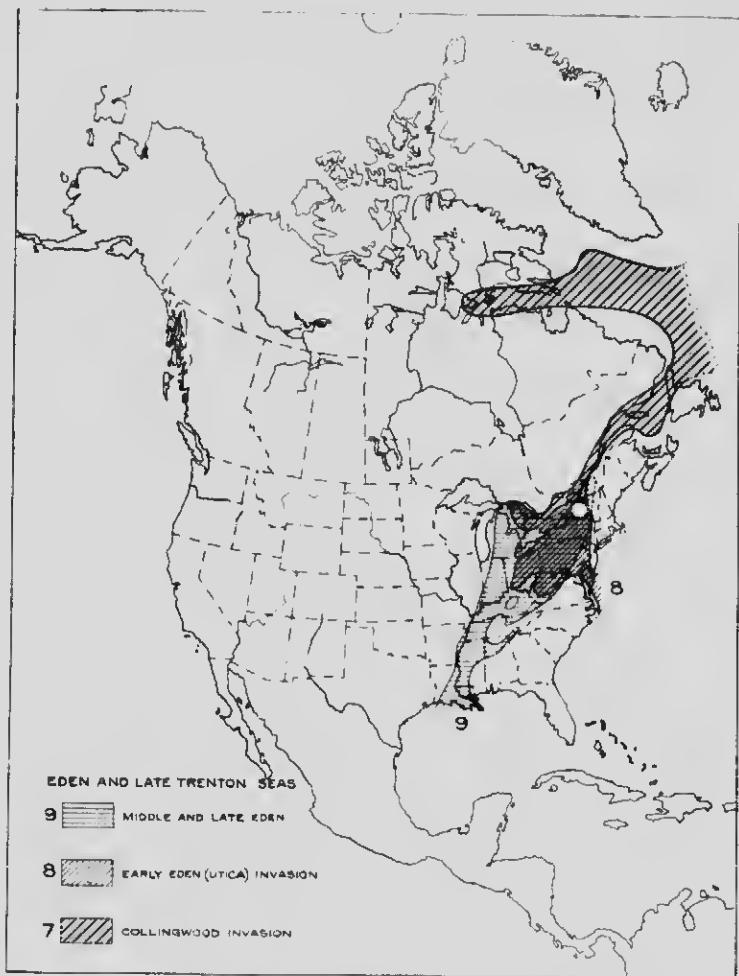 8
9
EDEN AND LATE TRENTON SEAS
9 MIDDLE AND LATE EDEN
8 EARLY EDEN (UTICA) INVASION
7 COLLINGWOOD INVASION